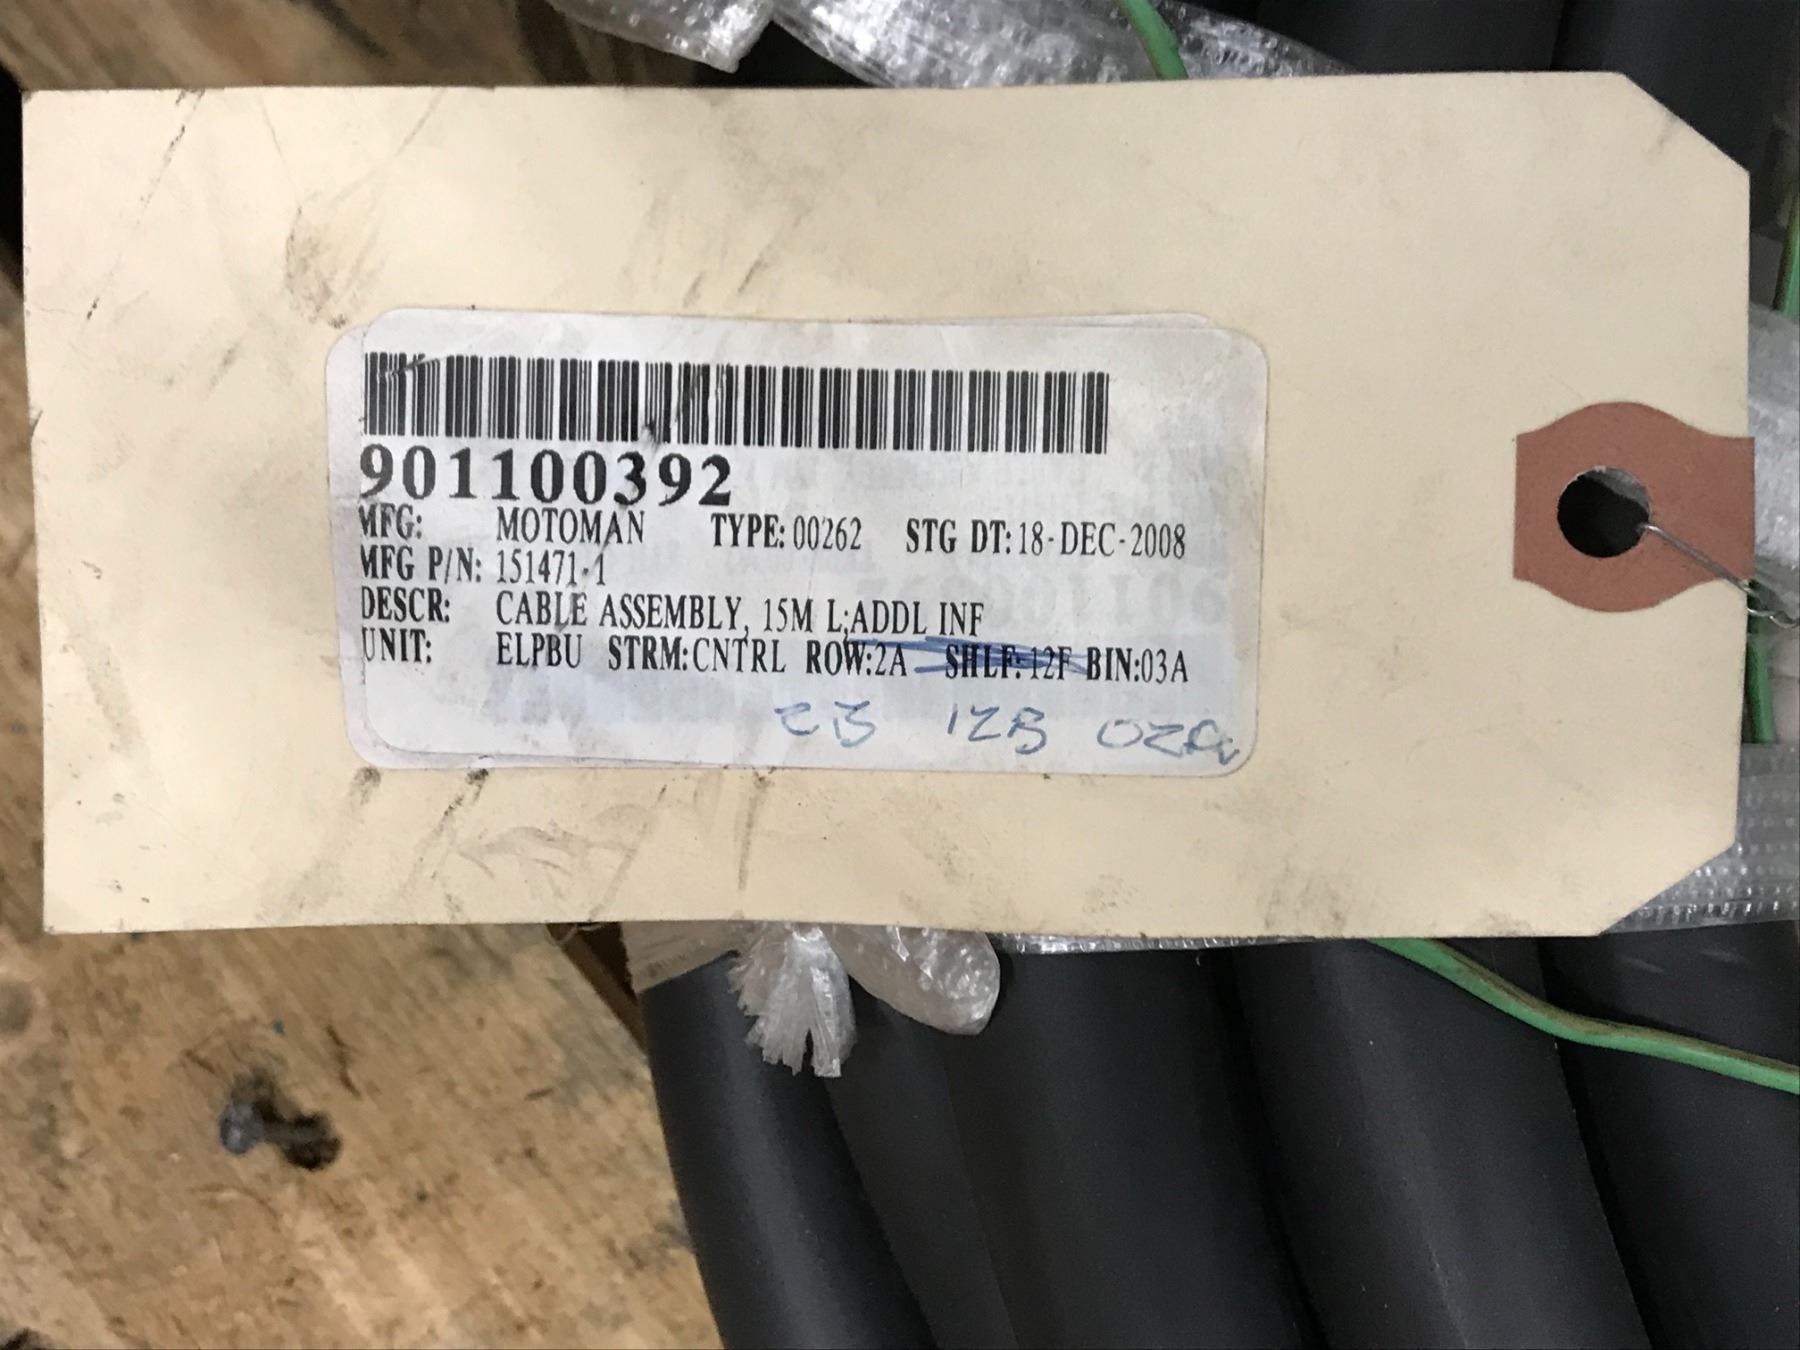 901100392
MFG: MOTOMAN TYPE: 00262 STG DT: 18-DEC-2008
MFG P/N: 151471-1
DESCR: CABLE ASSEMBLY, 15M L;ADDL INF
UNIT: ELPBU STRM:CNTRL ROW:2A SHLF:12F BIN:03A
2B 12B 02A